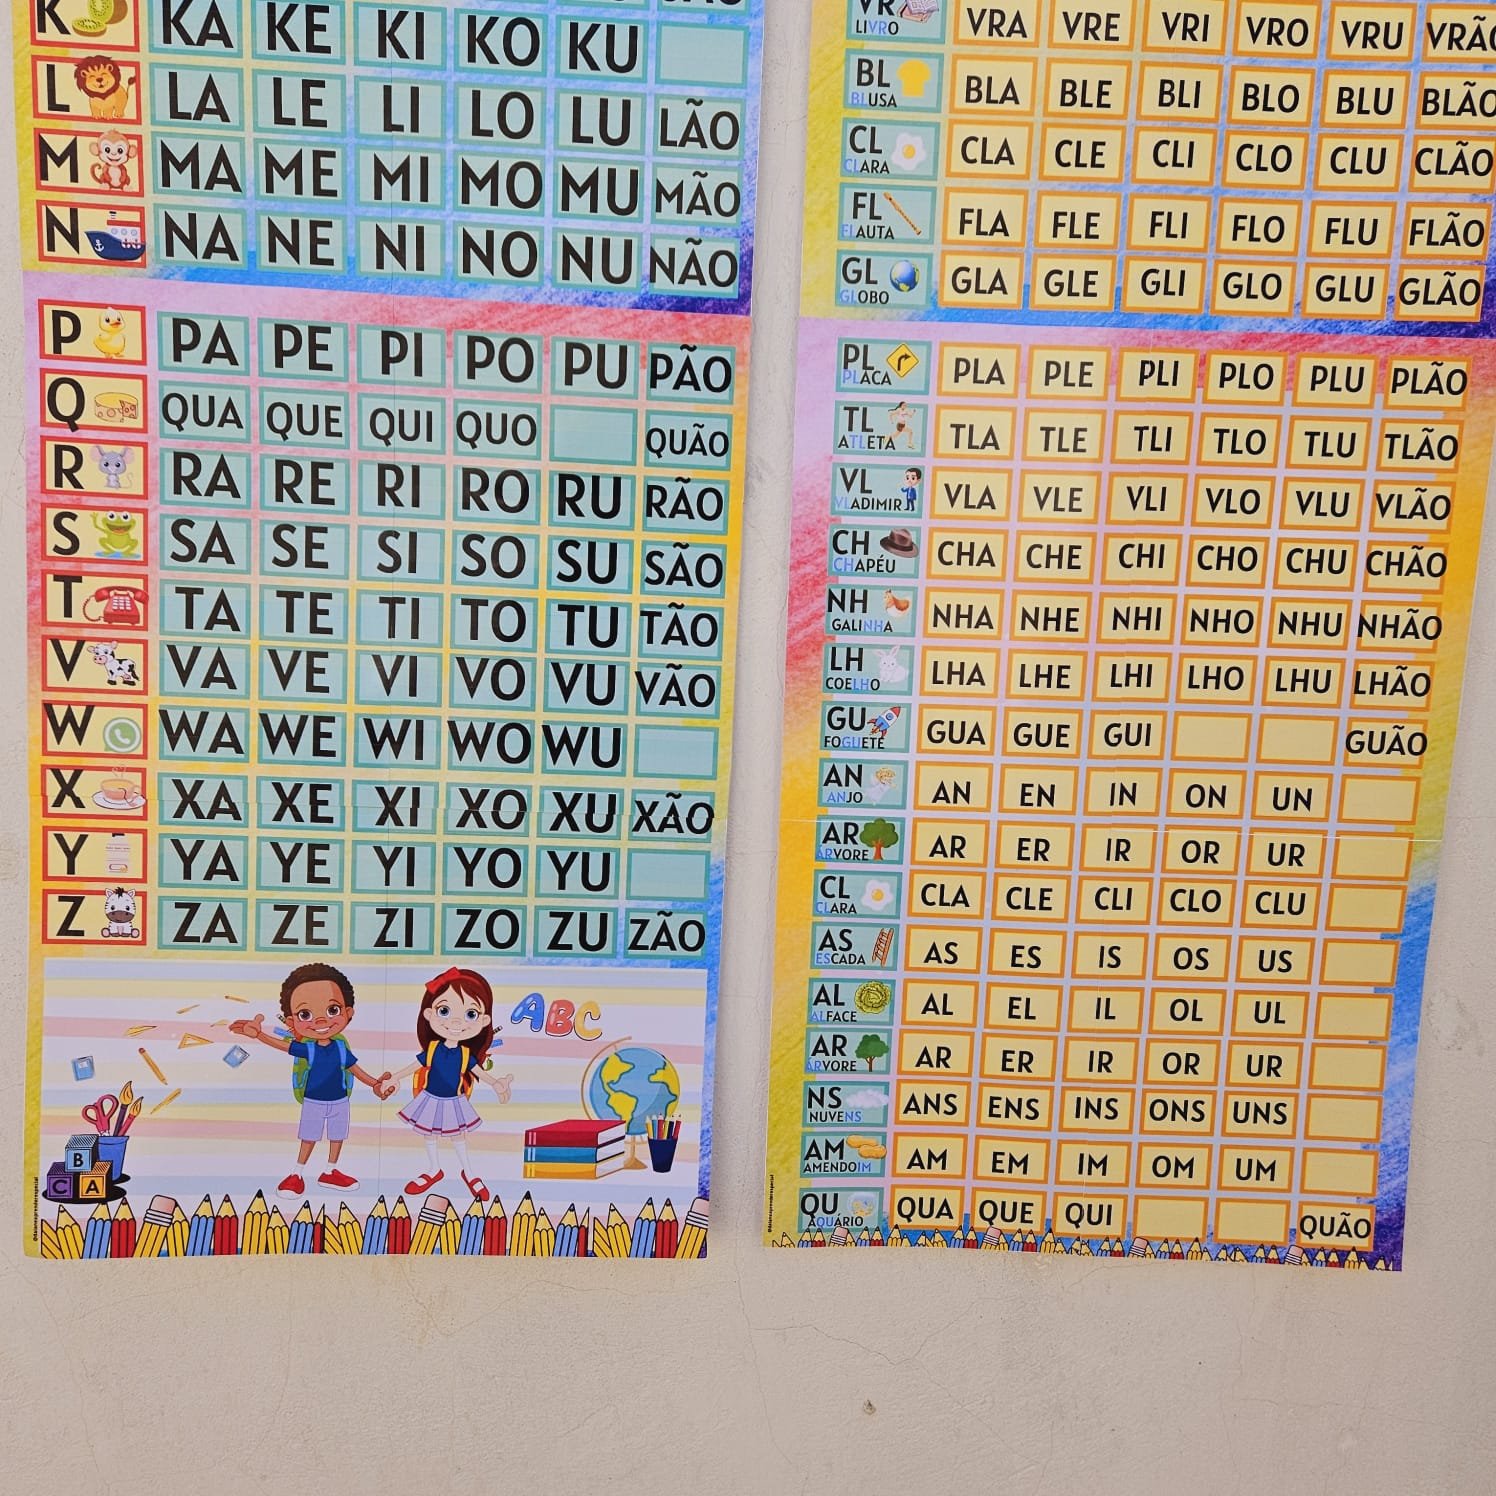 K KA KE KI KO KU
L LA LE LI LO LU LÃO
M MA ME MI MO MU MÃO
N NA NE NI NO NU NÃO
P PA PE PI PO PU PÃO
Q QUA QUE QUI QUO QUÃO
R RA RE RI RO RU RÃO
S SA SE SI SO SU SÃO
T TA TE TI TO TU TÃO
V VA VE VI VO VU VÃO
W WA WE WI WO WU
X XA XE XI XO XU XÃO
Y YA YE YI YO YU
Z ZA ZE ZI ZO ZU ZÃO
ABC
B
C A
VR VRA VRE VRI VRO VRU VRÃO
LIVRO
BL BLA BLE BLI BLO BLU BLÃO
BLUSA
CL CLA CLE CLI CLO CLU CLÃO
CLARA
FL FLA FLE FLI FLO FLU FLÃO
FLAUTA
GL GLA GLE GLI GLO GLU GLÃO
GLOBO
PL PLA PLE PLI PLO PLU PLÃO
PLACA
TL TLA TLE TLI TLO TLU TLÃO
ATLETA
VL VLA VLE VLI VLO VLU VLÃO
VLADIMIR
CH CHA CHE CHI CHO CHU CHÃO
CHAPÉU
NH NHA NHE NHI NHO NHU NHÃO
GALINHA
LH LHA LHE LHI LHO LHU LHÃO
COELHO
GU GUA GUE GUI GUÃO
FOGUETE
AN AN EN IN ON UN
ANJO
AR AR ER IR OR UR
ÁRVORE
CL CLA CLE CLI CLO CLU
CLARA
AS AS ES IS OS US
ESCADA
AL AL EL IL OL UL
ALFACE
AR AR ER IR OR UR
ÁRVORE
NS ANS ENS INS ONS UNS
NUVENS
AM AM EM IM OM UM
AMENDOIM
QU QUA QUE QUI QUÃO
AQUÁRIO